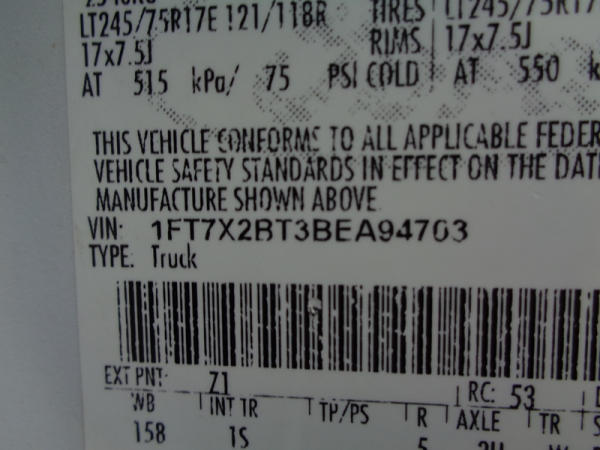 LT245/75R17E 121/118R TIRES LT245/75R17
17x7.5J RIMS 17x7.5J
AT 515 kPa/ 75 PSI COLD AT 550
THIS VEHICLE CONFORMS TO ALL APPLICABLE FEDER
VEHICLE SAFETY STANDARDS IN EFFECT ON THE DAT
MANUFACTURE SHOWN ABOVE
VIN: 1FT7X2BT3BEA94703
TYPE: Truck
EXT PNT: Z1 RC: 53
WB INT TR TP/PS R AXLE TR S
158 1S 5